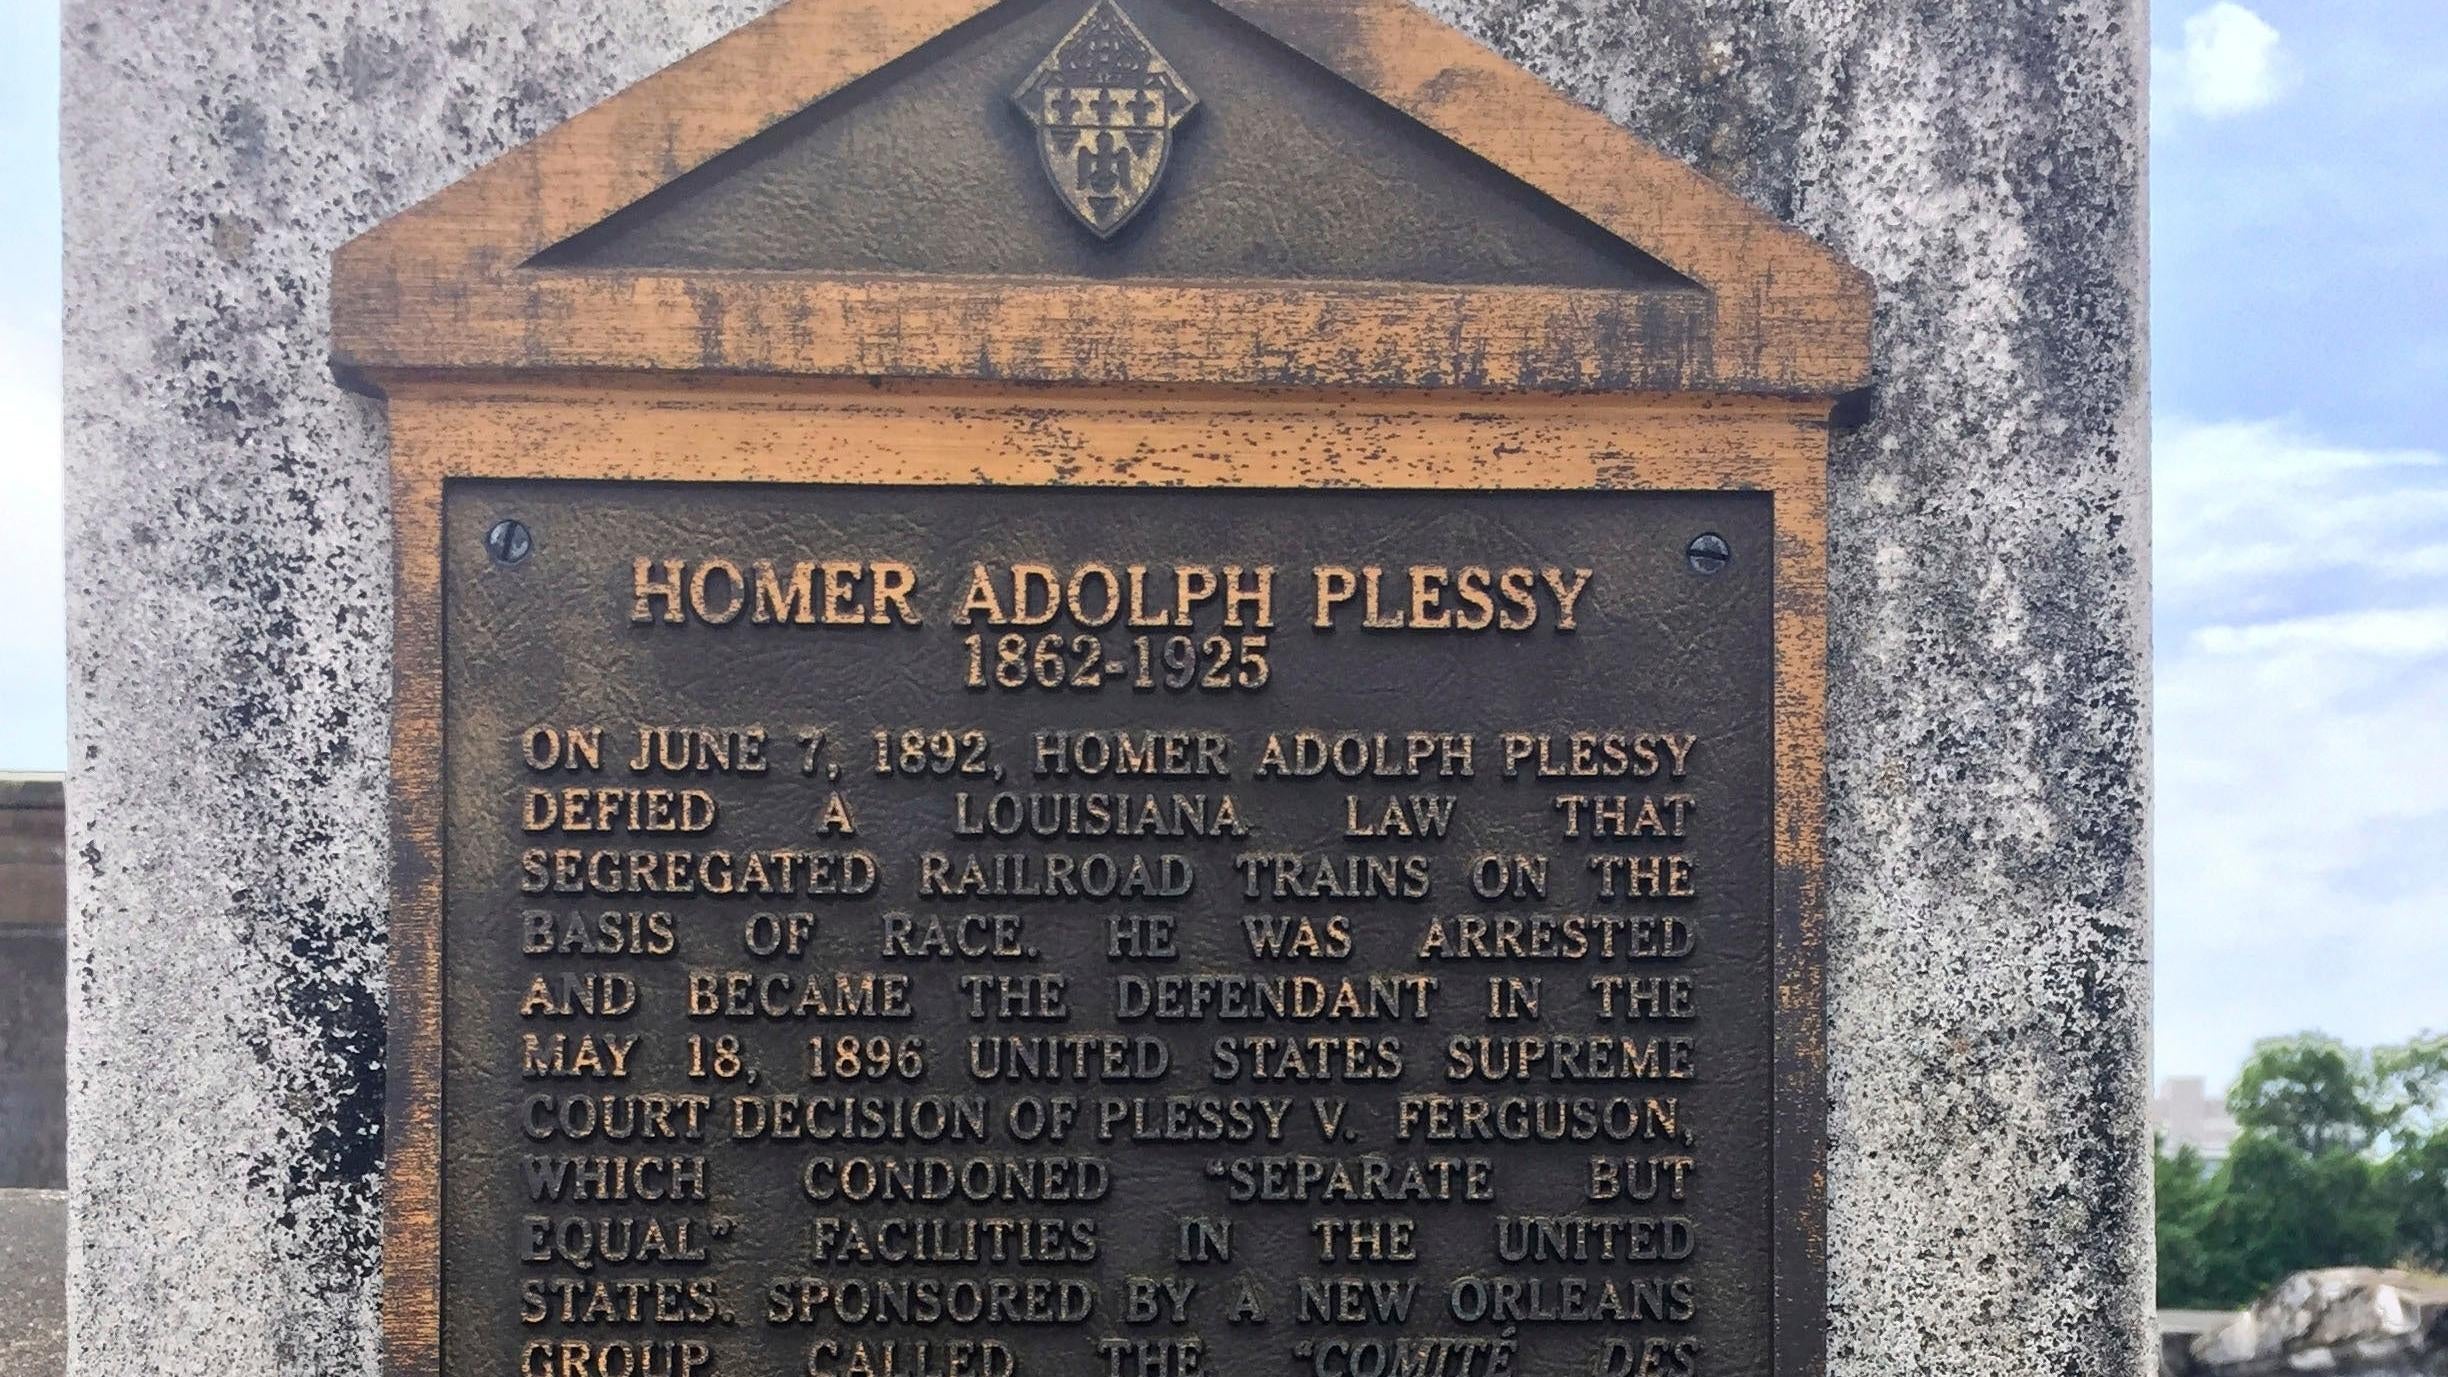 HOMER ADOLPH PLESSY
1862-1925
ON JUNE 7, 1892, HOMER ADOLPH PLESSY
DEFIED A LOUISIANA LAW THAT
SEGREGATED RAILROAD TRAINS ON THE
BASIS OF RACE. HE WAS ARRESTED
AND BECAME THE DEFENDANT IN THE
MAY 18, 1896 UNITED STATES SUPREME
COURT DECISION OF PLESSY V. FERGUSON,
WHICH CONDONED “SEPARATE BUT
EQUAL” FACILITIES IN THE UNITED
STATES. SPONSORED BY A NEW ORLEANS
GROUP CALLED THE “COMITÉ DES